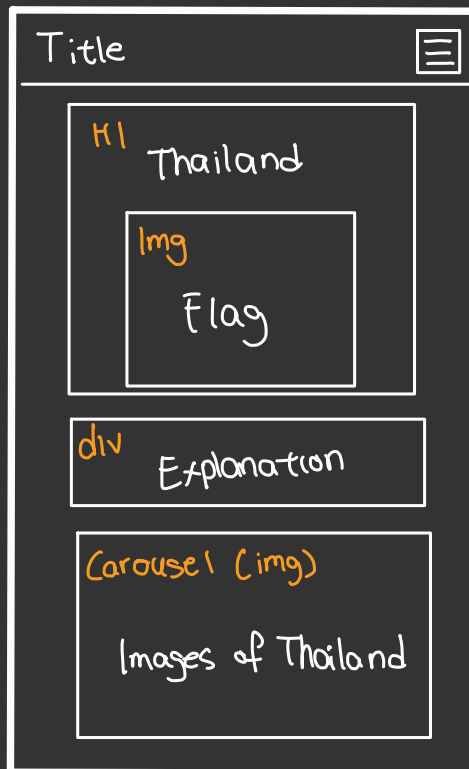 Title
H1
Thailand
Img
Flag
div
Explanation
Carousel (img)
Images of Thailand